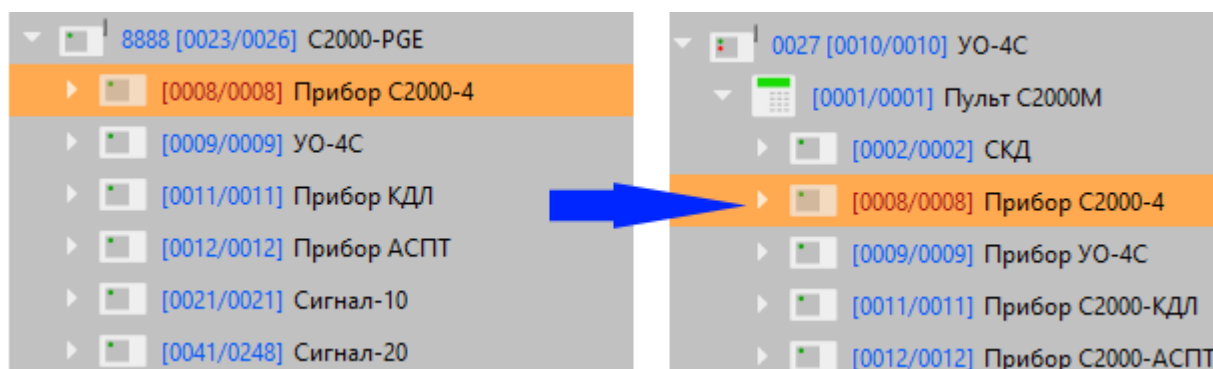 8888 [0023/0026] C2000-PGE
[0008/0008] Прибор С2000-4
[0009/0009] УО-4С
[0011/0011] Прибор КДЛ
[0012/0012] Прибор АСПТ
[0021/0021] Сигнал-10
[0041/0248] Сигнал-20
0027 [0010/0010] УО-4С
[0001/0001] Пульт С2000М
[0002/0002] СКД
[0008/0008] Прибор С2000-4
[0009/0009] Прибор УО-4С
[0011/0011] Прибор С2000-КДЛ
[0012/0012] Прибор С2000-АСПТ